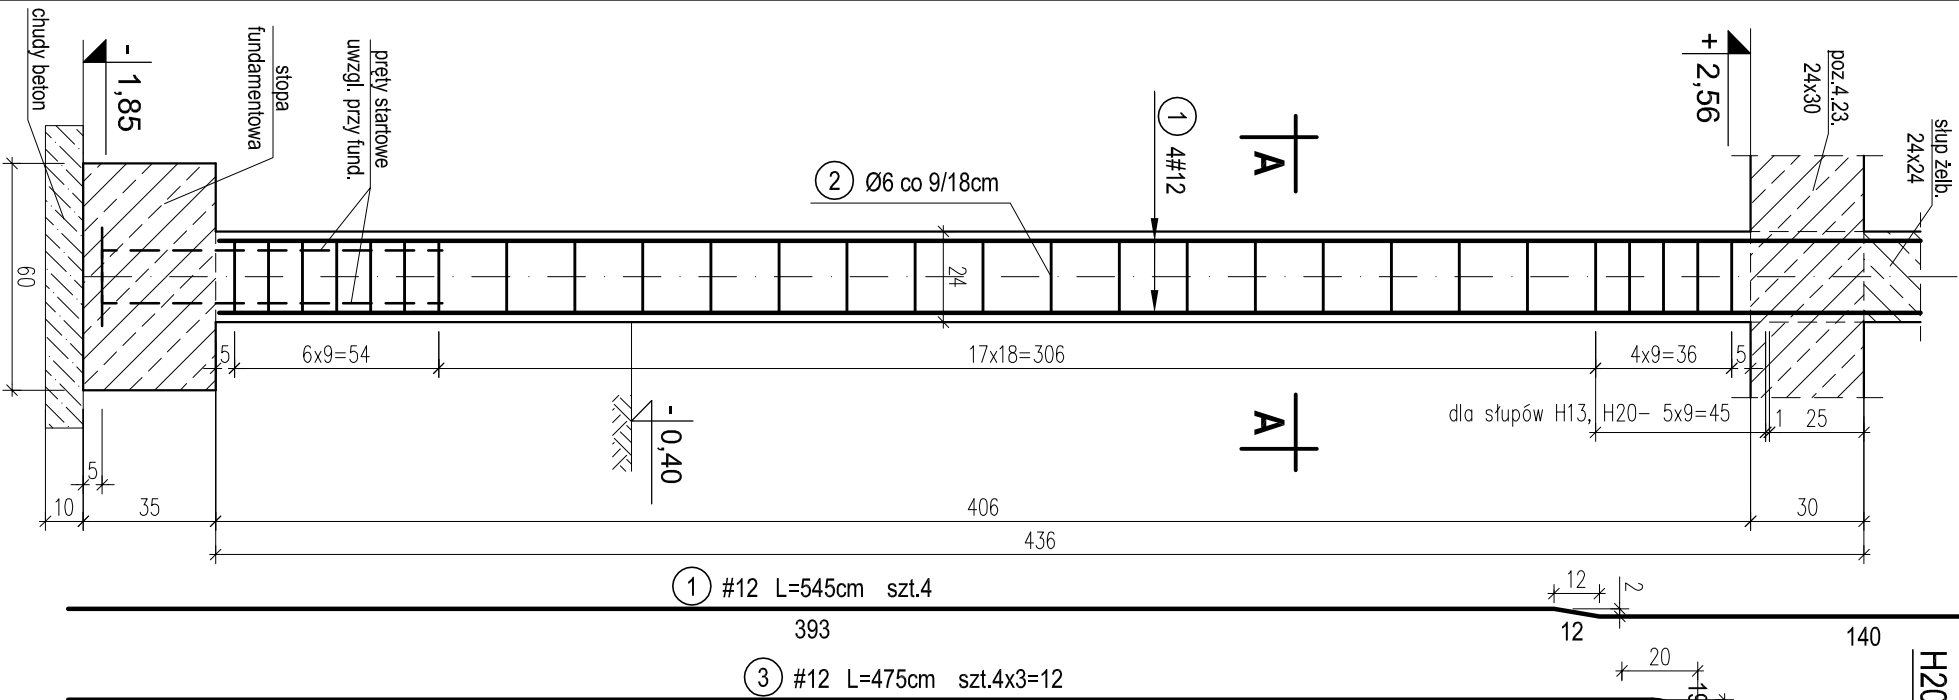 chudy beton
- 1,85
stopa
fundamentowa
pręty startowe
uwzgl. przy fund.
2 Ø6 co 9/18cm
1 4#12
A
+ 2,56
poz.4.23.
24x30
słup żelb.
24x24
60
24
5
6x9=54
17x18=306
4x9=36
5
dla słupów H13, H20- 5x9=45
1
25
- 0,40
A
5
10
35
406
30
436
1 #12 L=545cm szt.4
393
12
2
12
140
3 #12 L=475cm szt.4x3=12
20
H20